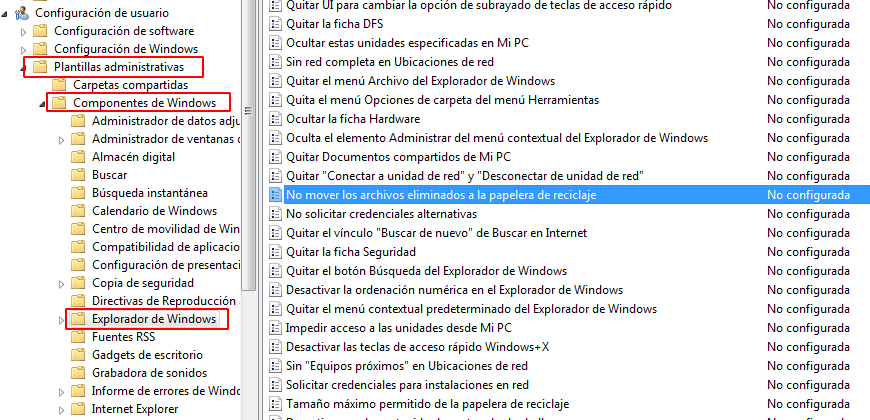 Configuración de usuario
Configuración de software
Configuración de Windows
Plantillas administrativas
Carpetas compartidas
Componentes de Windows
Administrador de datos adju
Administrador de ventanas d
Almacén digital
Buscar
Búsqueda instantánea
Calendario de Windows
Centro de movilidad de Win
Compatibilidad de aplicacio
Configuración de presentaci
Copia de seguridad
Directivas de Reproducción
Explorador de Windows
Fuentes RSS
Gadgets de escritorio
Grabadora de sonidos
Informe de errores de Wind
Internet Explorer
Quitar UI para cambiar la opción de subrayado de teclas de acceso rápido No configurada
Quitar la ficha DFS No configurada
Ocultar estas unidades especificadas en Mi PC No configurada
Sin red completa en Ubicaciones de red No configurada
Quitar el menú Archivo del Explorador de Windows No configurada
Quita el menú Opciones de carpeta del menú Herramientas No configurada
Ocultar la ficha Hardware No configurada
Oculta el elemento Administrar del menú contextual del Explorador de Windows No configurada
Quitar Documentos compartidos de Mi PC No configurada
Quitar "Conectar a unidad de red" y "Desconectar de unidad de red" No configurada
No mover los archivos eliminados a la papelera de reciclaje No configurada
No solicitar credenciales alternativas No configurada
Quitar el vínculo "Buscar de nuevo" de Buscar en Internet No configurada
Quitar la ficha Seguridad No configurada
Quitar el botón Búsqueda del Explorador de Windows No configurada
Desactivar la ordenación numérica en el Explorador de Windows No configurada
Quitar el menú contextual predeterminado del Explorador de Windows No configurada
Impedir acceso a las unidades desde Mi PC No configurada
Desactivar las teclas de acceso rápido Windows+X No configurada
Sin "Equipos próximos" en Ubicaciones de red No configurada
Solicitar credenciales para instalaciones en red No configurada
Tamaño máximo permitido de la papelera de reciclaje No configurada